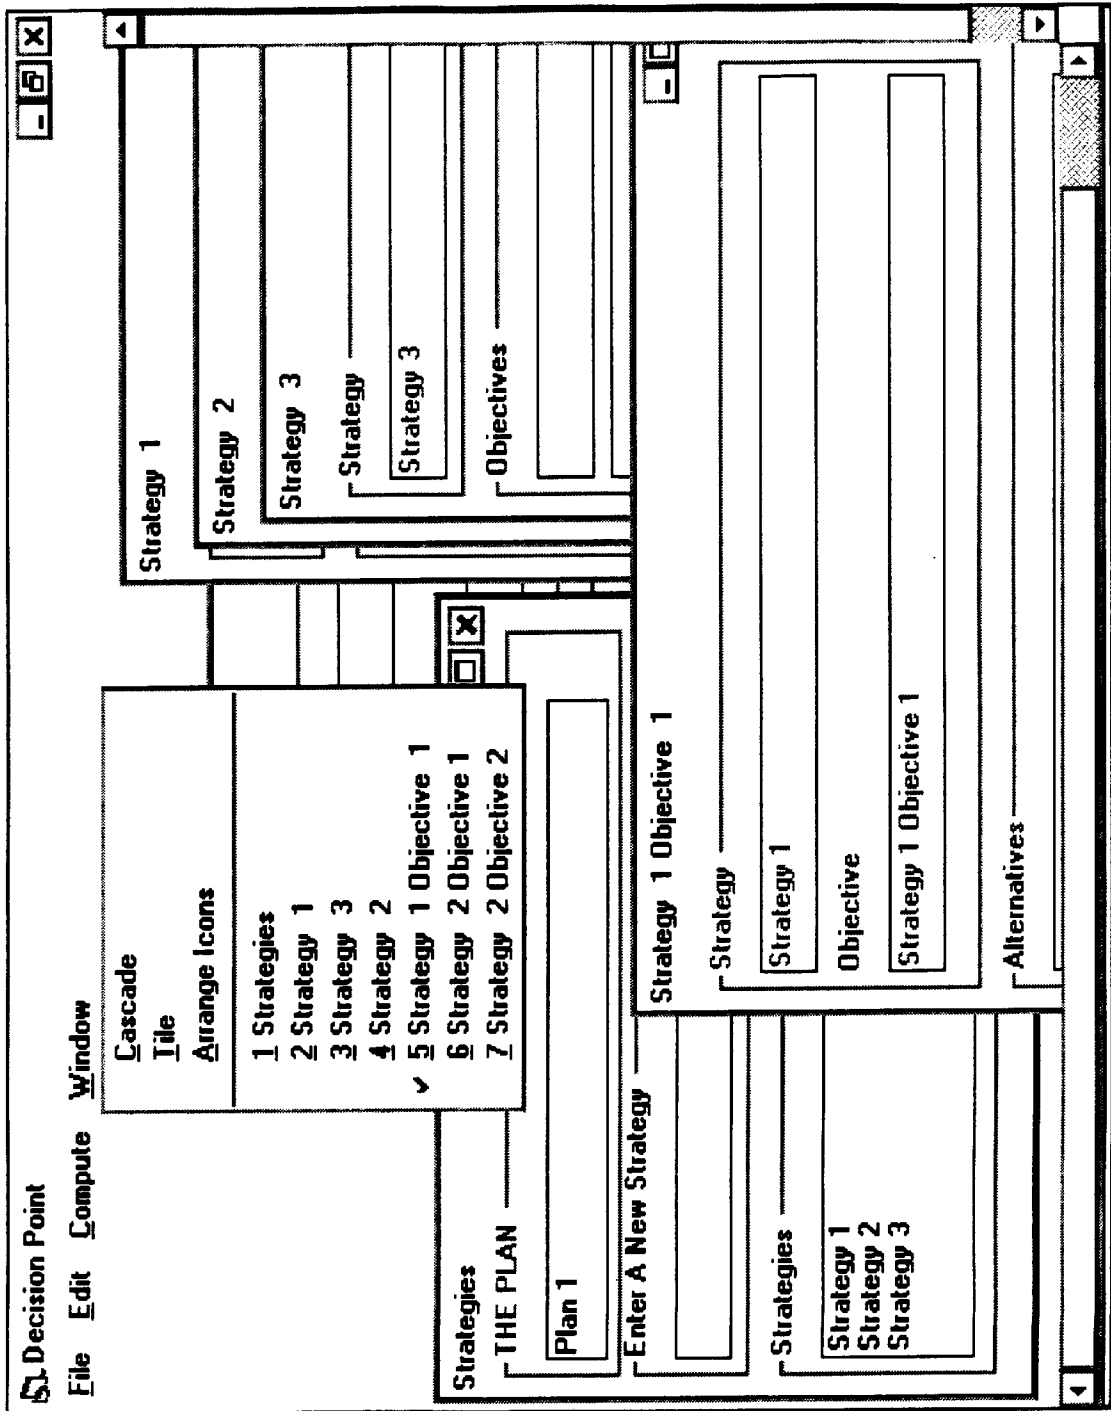 Decision Point
File Edit Compute Window
Cascade
Tile
Arrange Icons
1 Strategies
2 Strategy 1
3 Strategy 3
4 Strategy 2
✓ 5 Strategy 1 Objective 1
6 Strategy 2 Objective 1
7 Strategy 2 Objective 2
Strategy 1
Strategy 2
Strategy 3
Strategy
Strategy 3
Objectives
Strategies
THE PLAN
Plan 1
Enter A New Strategy
Strategies
Strategy 1
Strategy 2
Strategy 3
Strategy 1 Objective 1
Strategy
Strategy 1
Objective
Strategy 1 Objective 1
Alternatives